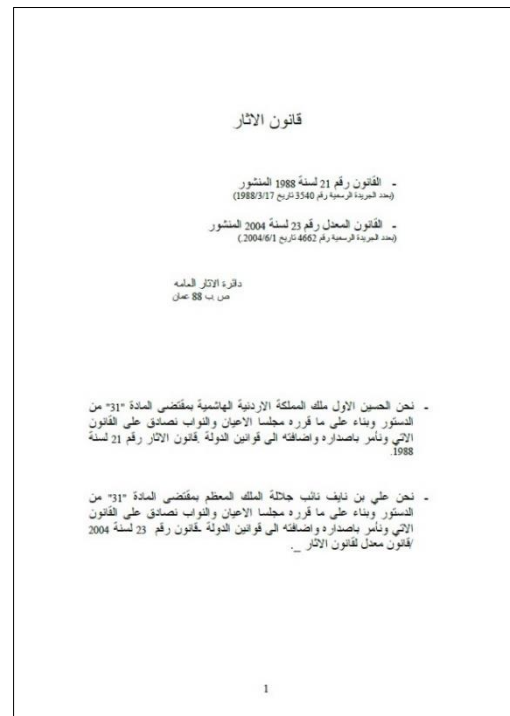 قانون الاثار
- القانون رقم 21 لسنة 1988 المنشور
(بعدد الجريدة الرسمية رقم 3540 تاريخ 1988/3/17)
- القانون المعدل رقم 23 لسنة 2004 المنشور
(بعدد الجريدة الرسمية رقم 4662 تاريخ 2004/6/1.)
دائرة الاثار العامه
ص ب 88 عمان
- نحن الحسين الاول ملك المملكة الاردنية الهاشمية بمقتضى المادة "31" من
الدستور وبناء على ما قرره مجلسا الاعيان والنواب نصادق على القانون
الاتي ونأمر باصداره واضافته الى قوانين الدولة .قانون الاثار رقم 21 لسنة
1988.
- نحن علي بن نايف نائب جلالة الملك المعظم بمقتضى المادة "31" من
الدستور وبناء على ما قرره مجلسا الاعيان والنواب نصادق على القانون
الاتي ونأمر باصداره واضافته الى قوانين الدولة .قانون رقم 23 لسنة 2004
/قانون معدل لقانون الاثار _.
1